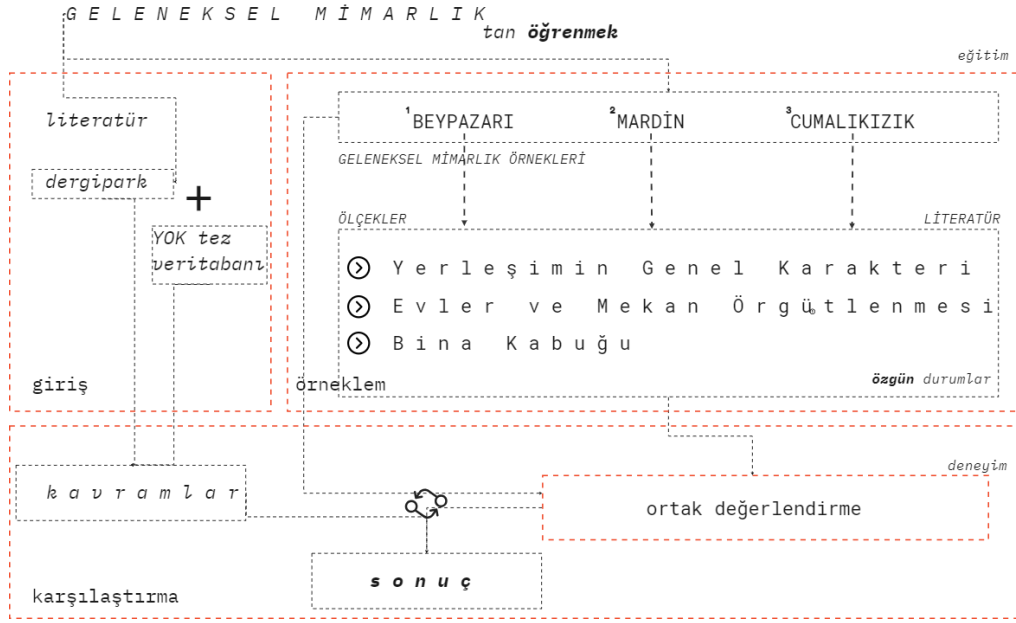 GELENEKSEL MİMARLIK
tan öğrenmek
eğitim
literatür
dergipark
+
YOK tez
veritabanı
giriş
1BEYPAZARI
2MARDİN
3CUMALIKIZIK
GELENEKSEL MİMARLIK ÖRNEKLERİ
ÖLÇEKLER
LİTERATÜR
Yerleşimin Genel Karakteri
Evler ve Mekan Örgütlenmesi
Bina Kabuğu
özgün durumlar
örneklem
deneyim
kavramlar
ortak değerlendirme
sonuç
karşılaştırma